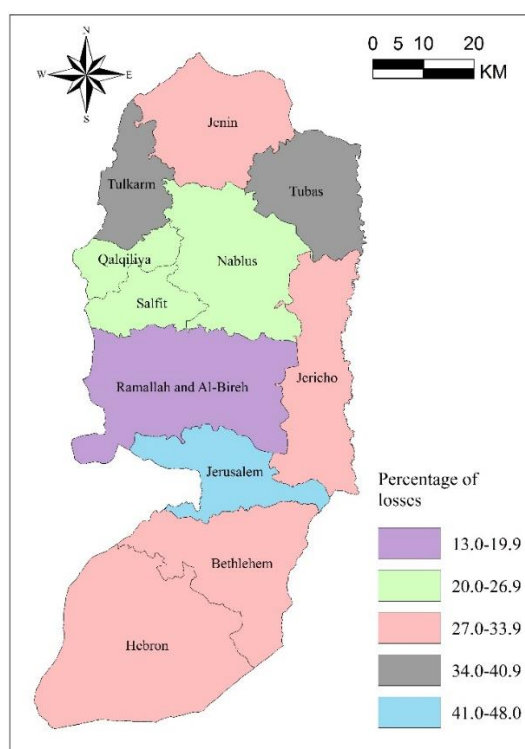 N
W E
S
0 5 10 20
KM
Jenin
Tulkarm
Tubas
Qalqiliya
Nablus
Salfit
Jericho
Ramallah and Al-Bireh
Jerusalem
Bethlehem
Hebron
Percentage of
losses
13.0-19.9
20.0-26.9
27.0-33.9
34.0-40.9
41.0-48.0